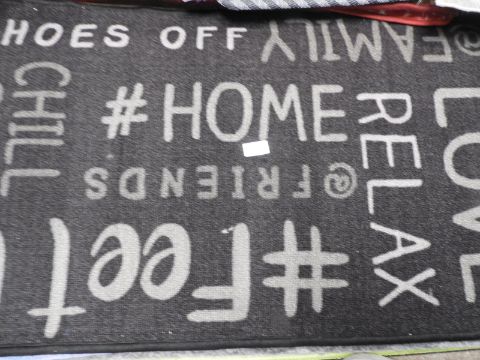 HOES OFF
@FAMILY
CHILL
#HOME
RELAX
LOVE
@FRIENDS
#Feet